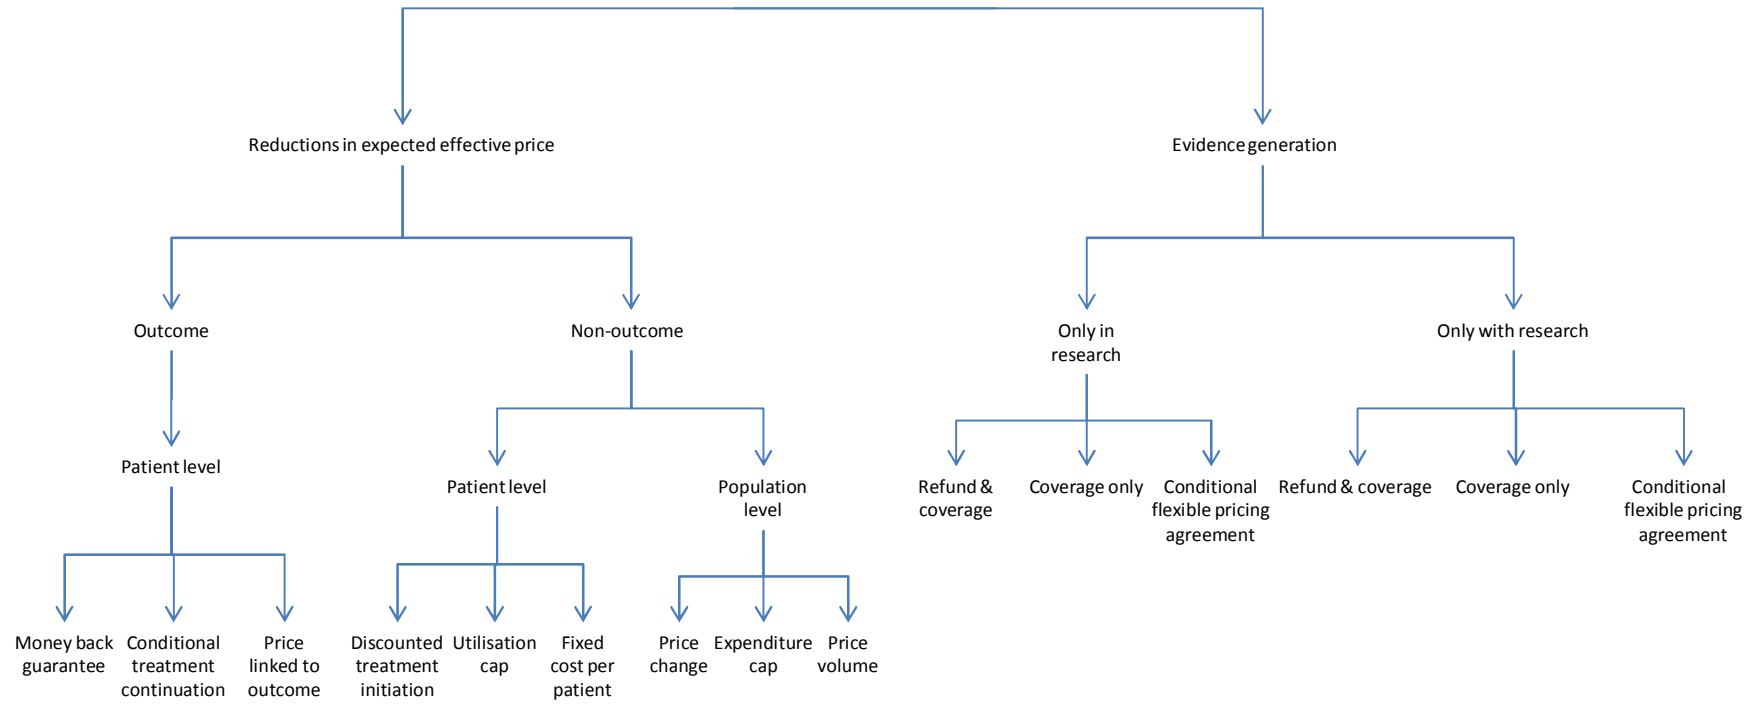 Reductions in expected effective price
Evidence generation
Outcome
Non-outcome
Only in
research
Only with research
Patient level
Patient level
Population
level
Refund &
coverage
Coverage only
Conditional
flexible pricing
agreement
Refund & coverage
Coverage only
Conditional
flexible pricing
agreement
Money back
guarantee
Conditional
treatment
continuation
Price
linked to
outcome
Discounted
treatment
initiation
Utilisation
cap
Fixed
cost per
patient
Price
change
Expenditure
cap
Price
volume